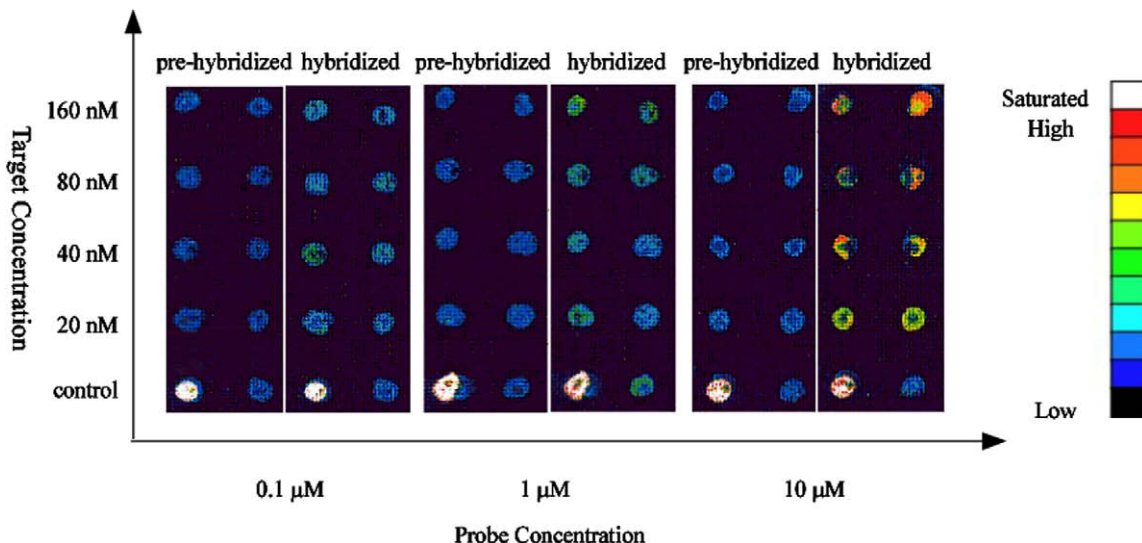 pre-hybridized hybridized pre-hybridized hybridized pre-hybridized hybridized
Target Concentration
160 nM
80 nM
40 nM
20 nM
control
0.1 μM 1 μM 10 μM
Probe Concentration
Saturated
High
Low